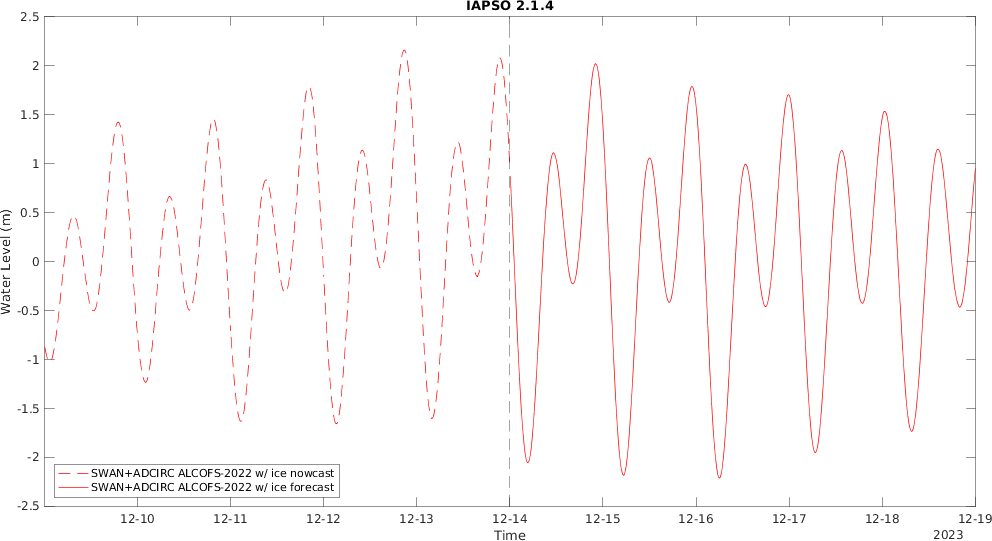 IAPSO 2.1.4
2.5
2
1.5
1
0.5
0
-0.5
-1
-1.5
-2
-2.5
Water Level (m)
SWAN+ADCIRC ALCOFS-2022 w/ ice nowcast
SWAN+ADCIRC ALCOFS-2022 w/ ice forecast
12-10 12-11 12-12 12-13 12-14 12-15 12-16 12-17 12-18 12-19
Time
2023